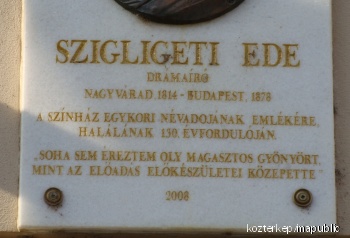 SZIGLIGETI EDE
DRÁMAÍRÓ
NAGYVÁRAD, 1814 - BUDAPEST, 1878
A SZÍNHÁZ EGYKORI NÉVADÓJÁNAK EMLÉKÉRE,
HALÁLÁNAK 130. ÉVFORDULÓJÁN.
„SOHA SEM ÉREZTEM OLY MAGASZTOS GYÖNYÖRT,
MINT AZ ELŐADÁS ELŐKÉSZÜLETEI KÖZEPETTE”
2008
kozterkep/mapublic